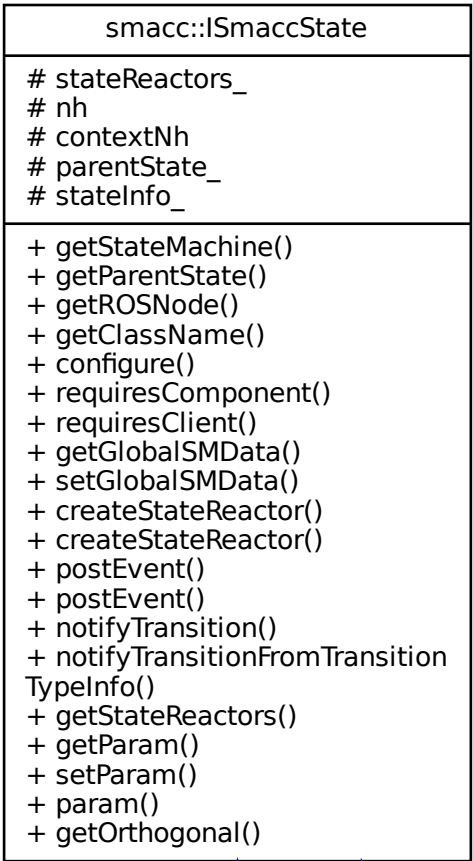 smacc::ISmaccState
# stateReactors_
# nh
# contextNh
# parentState_
# stateInfo_
+ getStateMachine()
+ getParentState()
+ getROSNode()
+ getClassName()
+ configure()
+ requiresComponent()
+ requiresClient()
+ getGlobalSMData()
+ setGlobalSMData()
+ createStateReactor()
+ createStateReactor()
+ postEvent()
+ postEvent()
+ notifyTransition()
+ notifyTransitionFromTransition
TypeInfo()
+ getStateReactors()
+ getParam()
+ setParam()
+ param()
+ getOrthogonal()